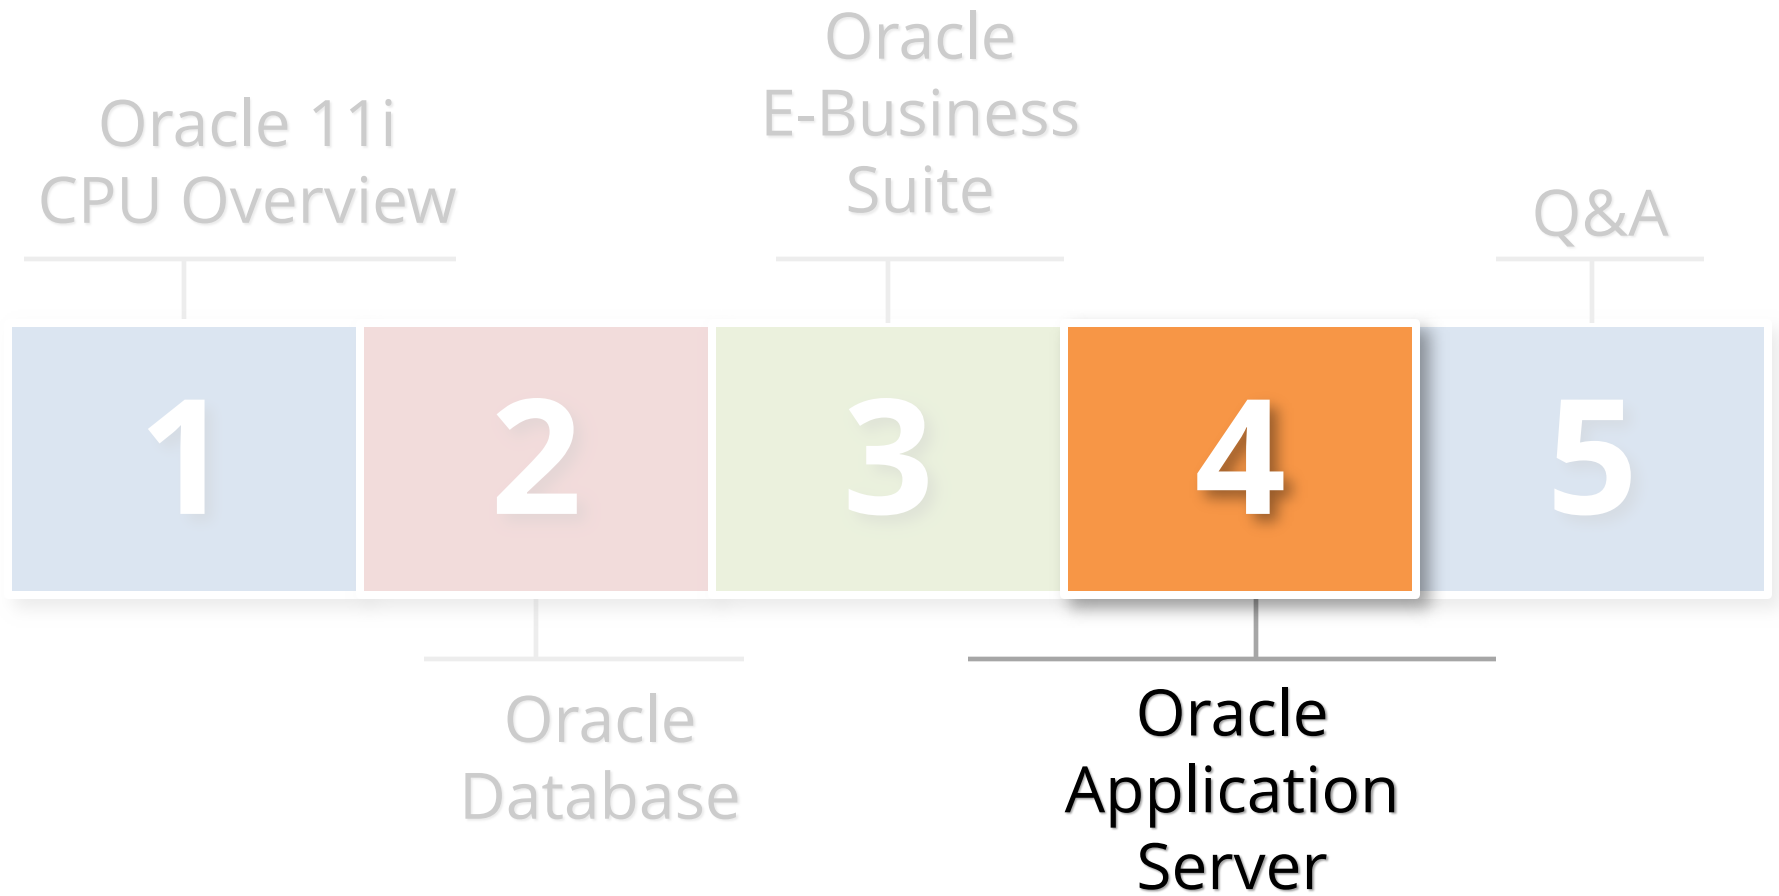 Oracle 11i
CPU Overview
Oracle
E-Business
Suite
Q&A
1
2
3
4
5
Oracle
Database
Oracle
Application
Server